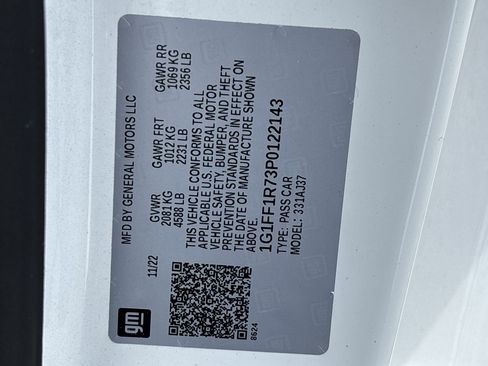 MFD BY GENERAL MOTORS LLC
11/22 GVWR GAWR FRT GAWR RR
2081 KG 1012 KG 1069 KG
4588 LB 2231 LB 2356 LB
THIS VEHICLE CONFORMS TO ALL
APPLICABLE U.S. FEDERAL MOTOR
VEHICLE SAFETY, BUMPER, AND THEFT
PREVENTION STANDARDS IN EFFECT ON
THE DATE OF MANUFACTURE SHOWN
ABOVE.
1G1FF1R73P0122143
TYPE: PASS CAR
MODEL: 331AJ37
gm
8624